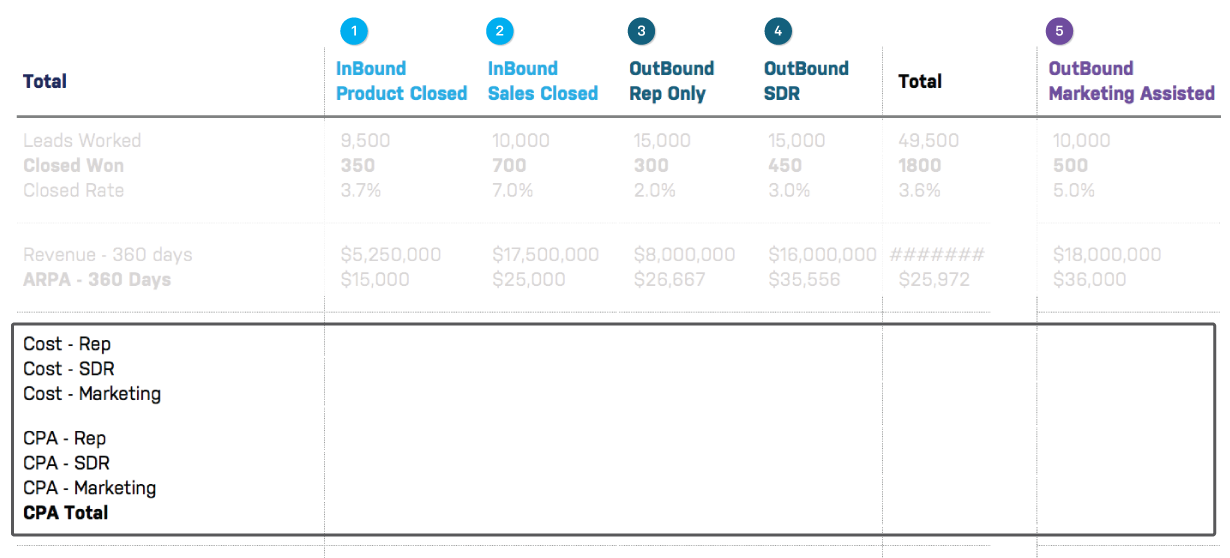 1 2 3 4 5
Total InBound Product Closed InBound Sales Closed OutBound Rep Only OutBound SDR Total OutBound Marketing Assisted
Leads Worked 9,500 10,000 15,000 15,000 49,500 10,000
Closed Won 350 700 300 450 1800 500
Closed Rate 3.7% 7.0% 2.0% 3.0% 3.6% 5.0%
Revenue - 360 days $5,250,000 $17,500,000 $8,000,000 $16,000,000 ####### $18,000,000
ARPA - 360 Days $15,000 $25,000 $26,667 $35,556 $25,972 $36,000
Cost - Rep
Cost - SDR
Cost - Marketing
CPA - Rep
CPA - SDR
CPA - Marketing
CPA Total